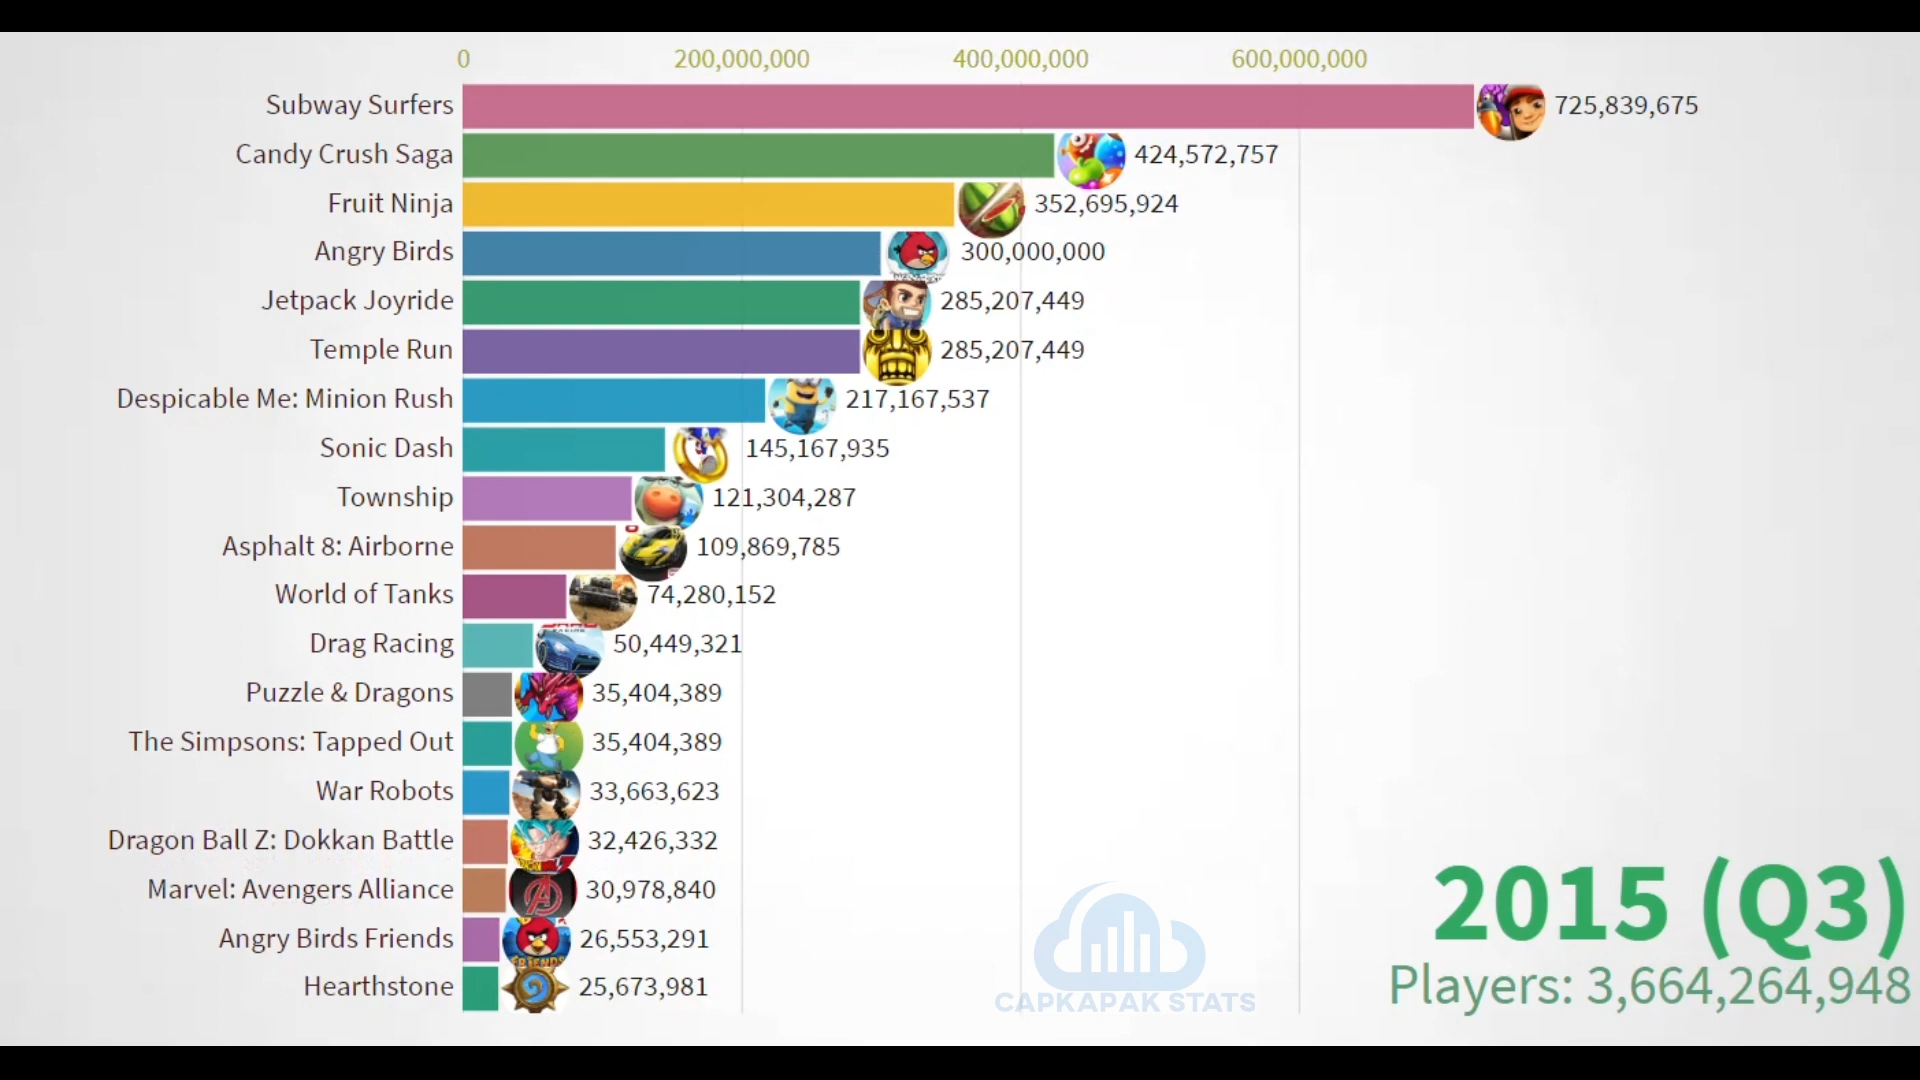 0 200,000,000 400,000,000 600,000,000
Subway Surfers 725,839,675
Candy Crush Saga 424,572,757
Fruit Ninja 352,695,924
Angry Birds 300,000,000
Jetpack Joyride 285,207,449
Temple Run 285,207,449
Despicable Me: Minion Rush 217,167,537
Sonic Dash 145,167,935
Township 121,304,287
Asphalt 8: Airborne 109,869,785
World of Tanks 74,280,152
Drag Racing 50,449,321
Puzzle & Dragons 35,404,389
The Simpsons: Tapped Out 35,404,389
War Robots 33,663,623
Dragon Ball Z: Dokkan Battle 32,426,332
Marvel: Avengers Alliance 30,978,840
Angry Birds Friends 26,553,291
Hearthstone 25,673,981
2015 (Q3)
Players: 3,664,264,948
CAPKAPAK STATS